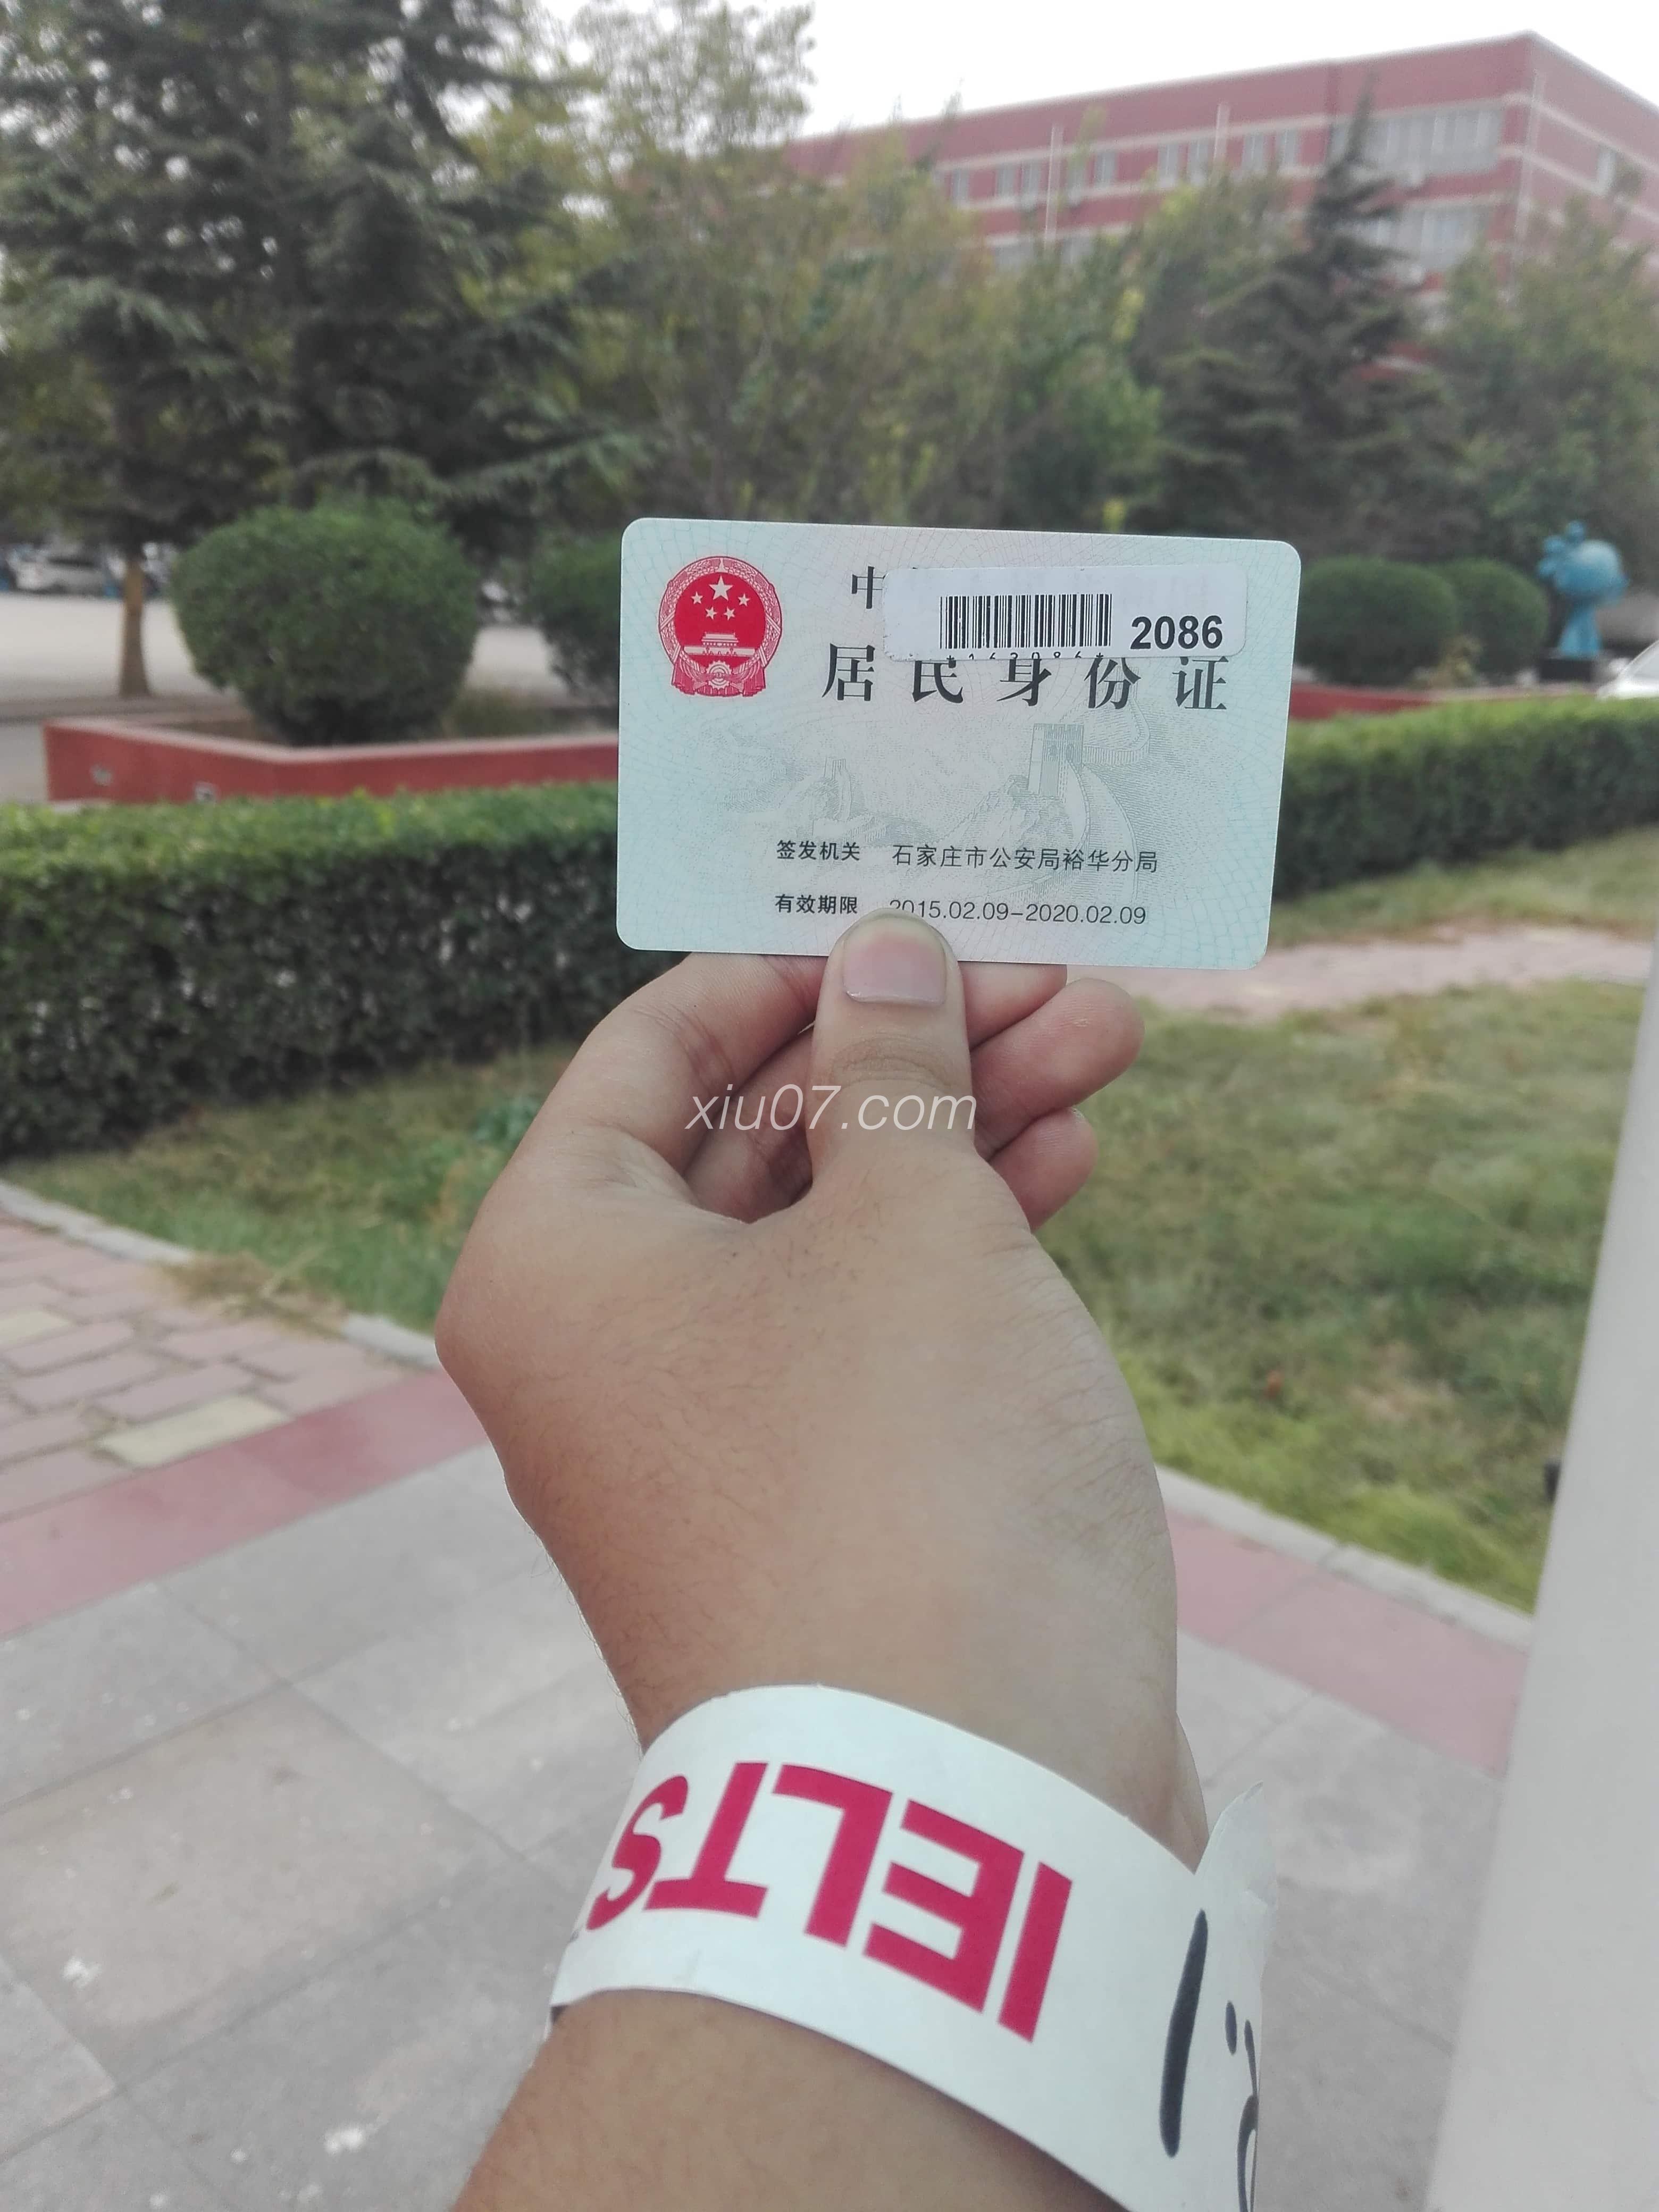 中
2086
居民身份证
签发机关 石家庄市公安局裕华分局
有效期限 2015.02.09-2020.02.09
xiu07.com
IELTS